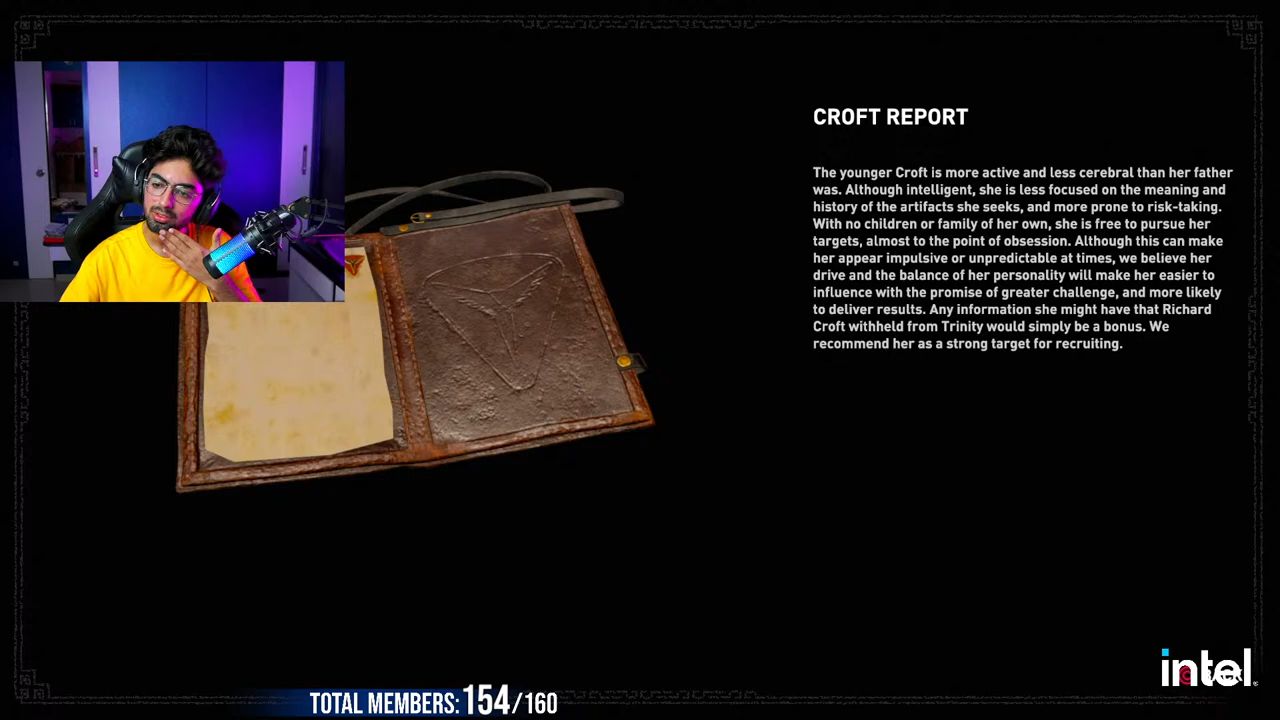 CROFT REPORT
The younger Croft is more active and less cerebral than her father
was. Although intelligent, she is less focused on the meaning and
history of the artifacts she seeks, and more prone to risk-taking.
With no children or family of her own, she is free to pursue her
targets, almost to the point of obsession. Although this can make
her appear impulsive or unpredictable at times, we believe her
drive and the balance of her personality will make her easier to
influence with the promise of greater challenge, and more likely
to deliver results. Any information she might have that Richard
Croft withheld from Trinity would simply be a bonus. We
recommend her as a strong target for recruiting.
intel.
TOTAL MEMBERS: 154/160